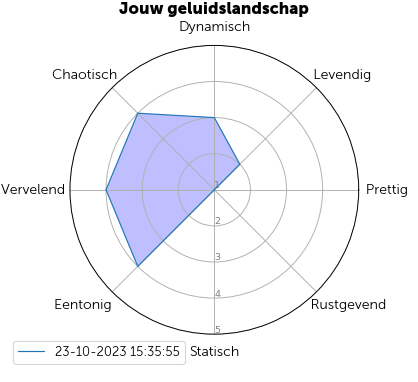 Jouw geluidslandschap
Dynamisch
Chaotisch
Levendig
Vervelend
1
Prettig
2
3
4
5
Eentonig
Rustgevend
23-10-2023 15:35:55
Statisch